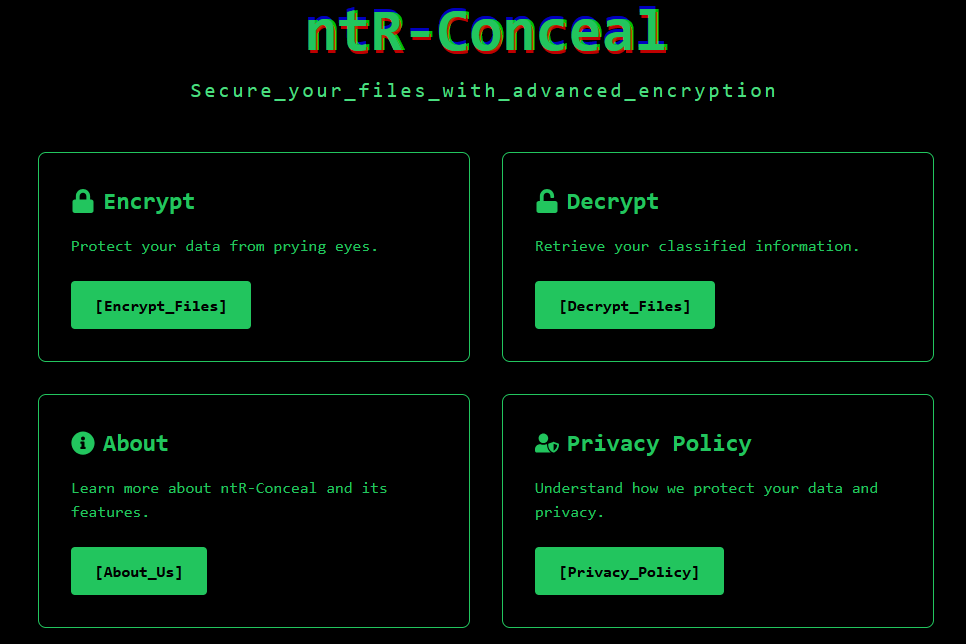 ntR-Conceal
Secure_your_files_with_advanced_encryption
Encrypt
Protect your data from prying eyes.
[Encrypt_Files]
Decrypt
Retrieve your classified information.
[Decrypt_Files]
About
Learn more about ntR-Conceal and its
features.
[About_Us]
Privacy Policy
Understand how we protect your data and
privacy.
[Privacy_Policy]